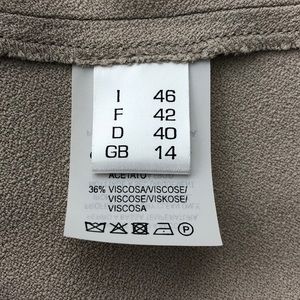 I 46
F 42
D 40
GB 14
ACETATO
36% VISCOSA/VISCOSE/
VISCOSE/VISKOSE/
VISCOSA
P